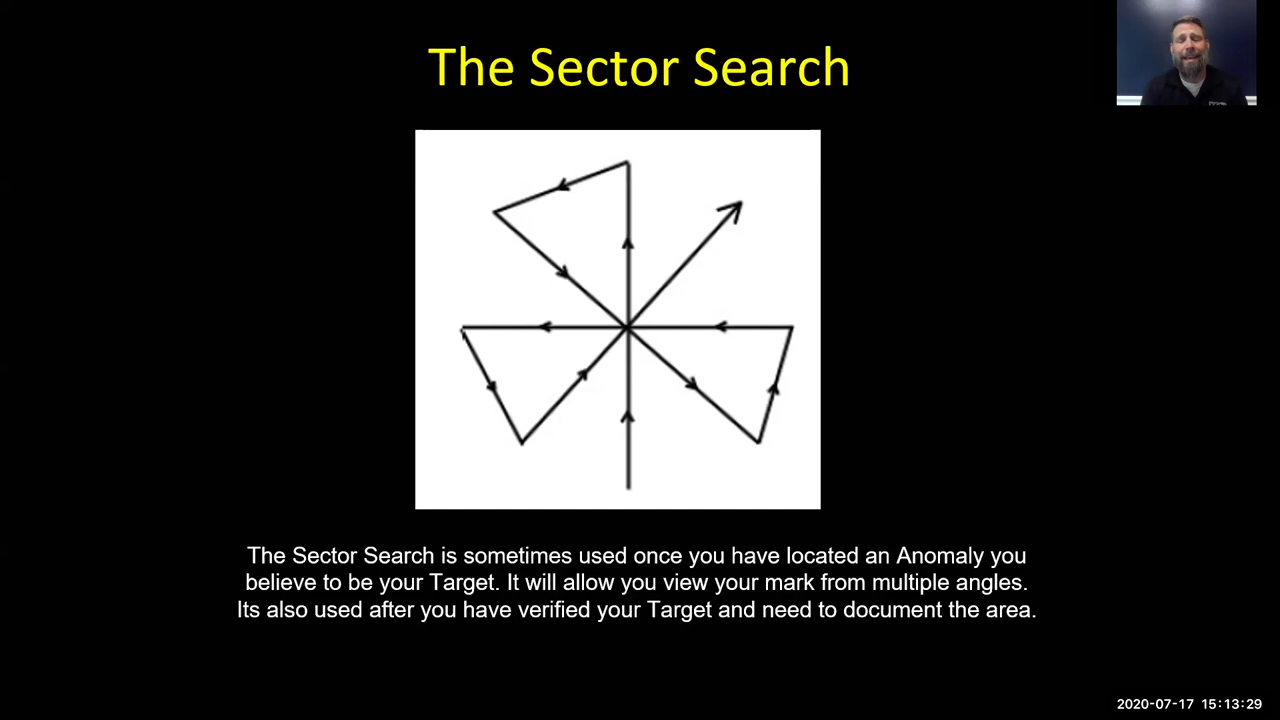 The Sector Search
The Sector Search is sometimes used once you have located an Anomaly you
believe to be your Target. It will allow you view your mark from multiple angles.
Its also used after you have verified your Target and need to document the area.
2020-07-17 15:13:29